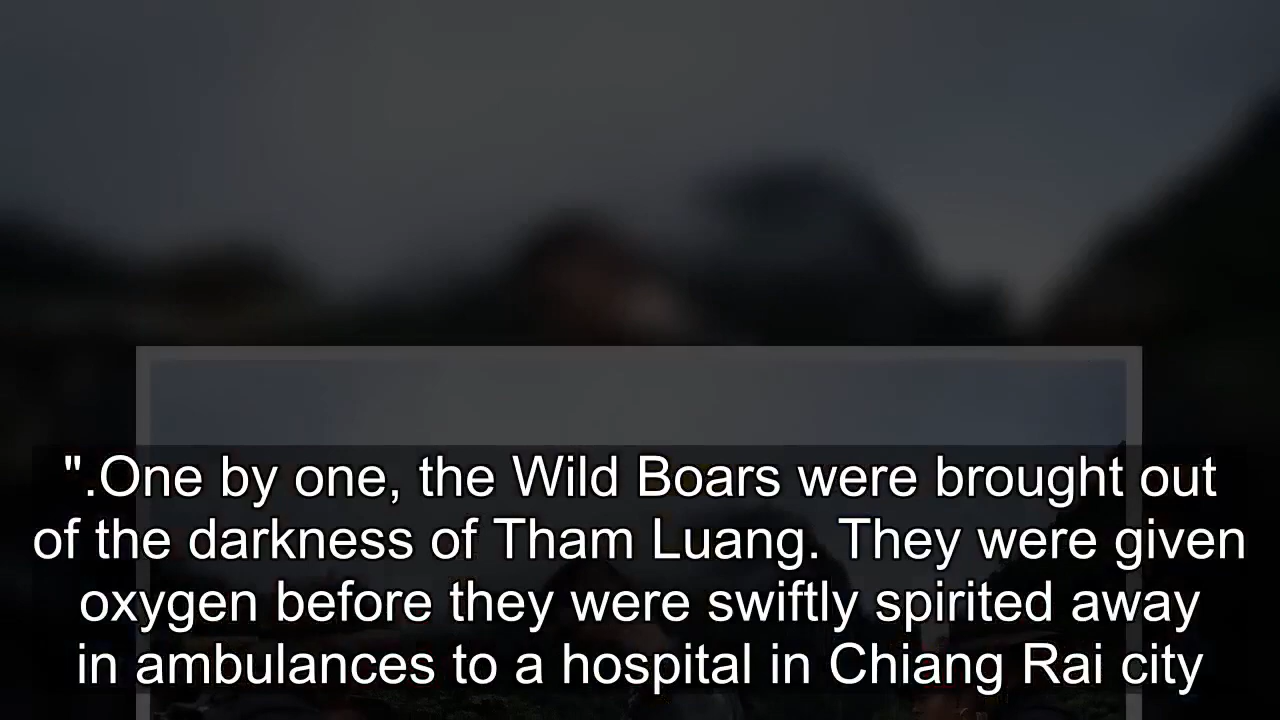 ".One by one, the Wild Boars were brought out
of the darkness of Tham Luang. They were given
oxygen before they were swiftly spirited away
in ambulances to a hospital in Chiang Rai city